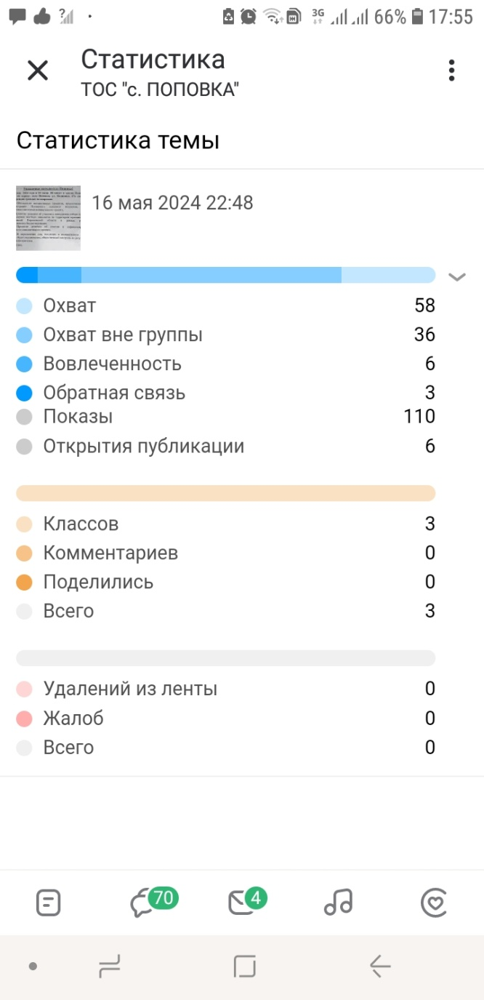 3G 66% 17:55
Статистика
ТОС "с. ПОПОВКА"
Статистика темы
16 мая 2024 22:48
Охват 58
Охват вне группы 36
Вовлеченность 6
Обратная связь 3
Показы 110
Открытия публикации 6
Классов 3
Комментариев 0
Поделились 0
Всего 3
Удалений из ленты 0
Жалоб 0
Всего 0
70 4